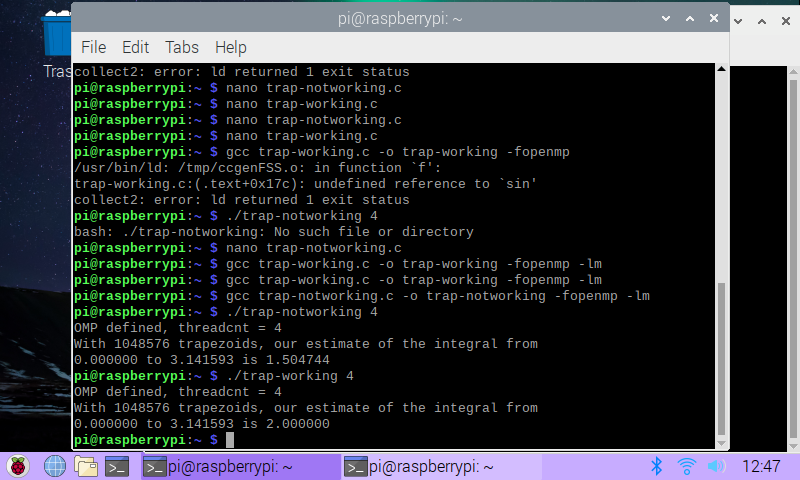 pi@raspberrypi: ~
File Edit Tabs Help
Tras
collect2: error: ld returned 1 exit status
pi@raspberrypi:~ $ nano trap-notworking.c
pi@raspberrypi:~ $ nano trap-working.c
pi@raspberrypi:~ $ nano trap-notworking.c
pi@raspberrypi:~ $ nano trap-working.c
pi@raspberrypi:~ $ gcc trap-working.c -o trap-working -fopenmp
/usr/bin/ld: /tmp/ccgenFSS.o: in function `f':
trap-working.c:(.text+0x17c): undefined reference to `sin'
collect2: error: ld returned 1 exit status
pi@raspberrypi:~ $ ./trap-notworking 4
bash: ./trap-notworking: No such file or directory
pi@raspberrypi:~ $ nano trap-notworking.c
pi@raspberrypi:~ $ gcc trap-working.c -o trap-working -fopenmp -lm
pi@raspberrypi:~ $ gcc trap-working.c -o trap-working -fopenmp -lm
pi@raspberrypi:~ $ gcc trap-notworking.c -o trap-notworking -fopenmp -lm
pi@raspberrypi:~ $ ./trap-notworking 4
OMP defined, threadcnt = 4
With 1048576 trapezoids, our estimate of the integral from
0.000000 to 3.141593 is 1.504744
pi@raspberrypi:~ $ ./trap-working 4
OMP defined, threadcnt = 4
With 1048576 trapezoids, our estimate of the integral from
0.000000 to 3.141593 is 2.000000
pi@raspberrypi:~ $
pi@raspberrypi: ~ pi@raspberrypi: ~ 12:47